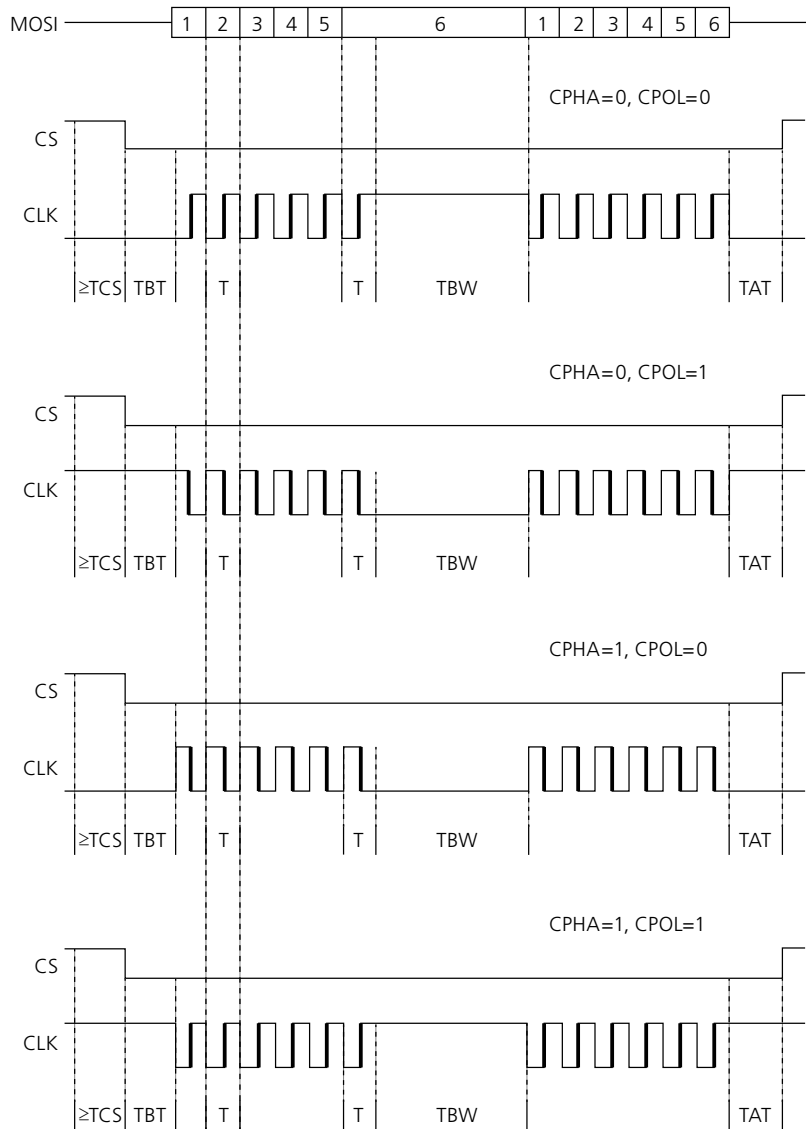 MOSI 1 2 3 4 5 6 1 2 3 4 5 6
CPHA=0, CPOL=0
CS
CLK
≥TCS TBT T T TBW TAT
CPHA=0, CPOL=1
CS
CLK
≥TCS TBT T T TBW TAT
CPHA=1, CPOL=0
CS
CLK
≥TCS TBT T T TBW TAT
CPHA=1, CPOL=1
CS
CLK
≥TCS TBT T T TBW TAT